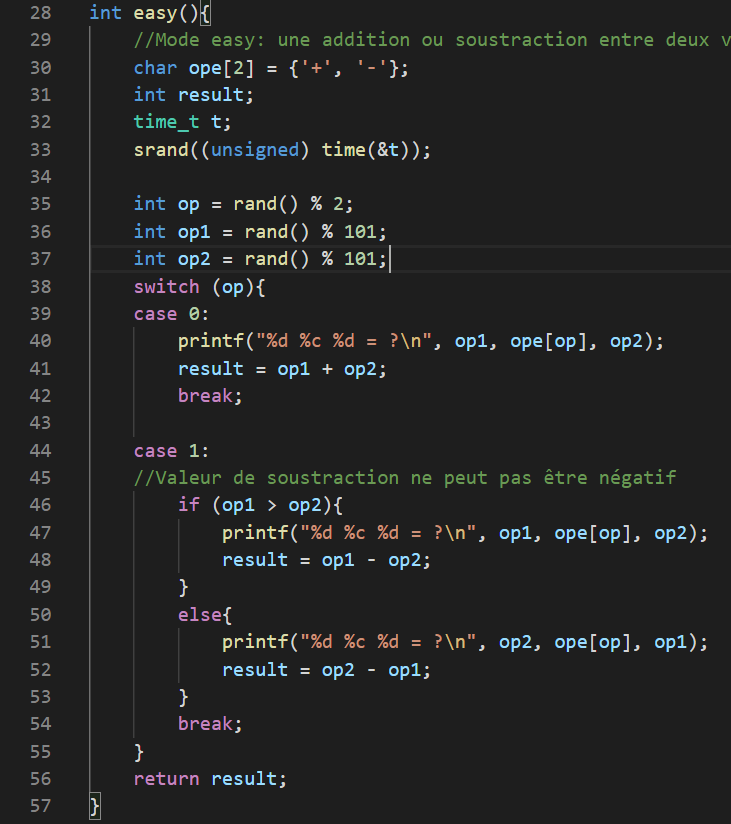 28 int easy(){
29 //Mode easy: une addition ou soustraction entre deux v
30 char ope[2] = {'+', '-'};
31 int result;
32 time_t t;
33 srand((unsigned) time(&t));
34
35 int op = rand() % 2;
36 int op1 = rand() % 101;
37 int op2 = rand() % 101;
38 switch (op){
39 case 0:
40 printf("%d %c %d = ?\n", op1, ope[op], op2);
41 result = op1 + op2;
42 break;
43
44 case 1:
45 //Valeur de soustraction ne peut pas être négatif
46 if (op1 > op2){
47 printf("%d %c %d = ?\n", op1, ope[op], op2);
48 result = op1 - op2;
49 }
50 else{
51 printf("%d %c %d = ?\n", op2, ope[op], op1);
52 result = op2 - op1;
53 }
54 break;
55 }
56 return result;
57 }